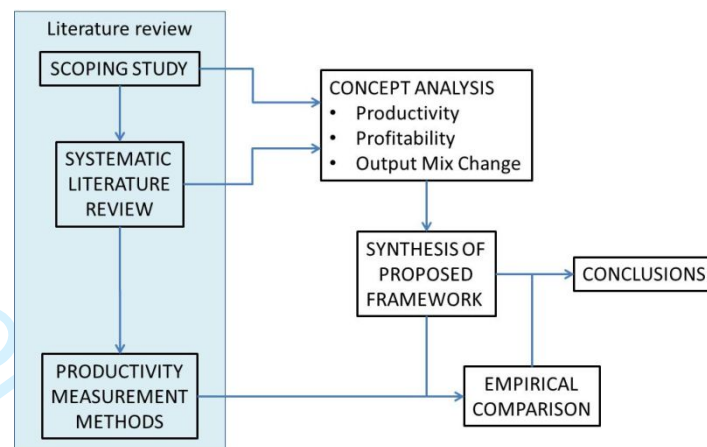 Literature review
SCOPING STUDY
SYSTEMATIC
LITERATURE
REVIEW
PRODUCTIVITY
MEASUREMENT
METHODS
CONCEPT ANALYSIS
• Productivity
• Profitability
• Output Mix Change
SYNTHESIS OF
PROPOSED
FRAMEWORK
CONCLUSIONS
EMPIRICAL
COMPARISON